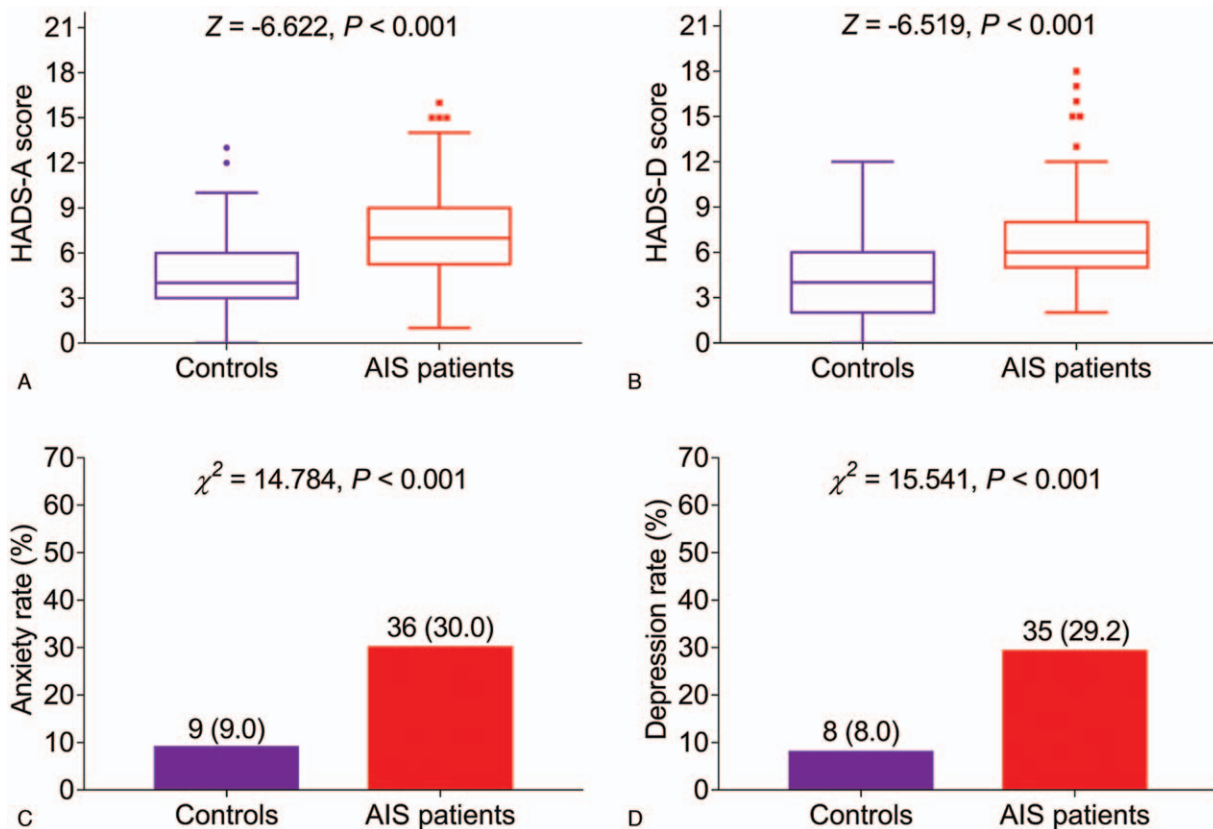 Z = -6.622, P < 0.001
HADS-A score
21
18
15
12
9
6
3
0
Controls
AIS patients
A
Z = -6.519, P < 0.001
HADS-D score
21
18
15
12
9
6
3
0
Controls
AIS patients
B
χ² = 14.784, P < 0.001
Anxiety rate (%)
70
60
50
40
30
20
10
0
9 (9.0)
36 (30.0)
Controls
AIS patients
C
χ² = 15.541, P < 0.001
Depression rate (%)
70
60
50
40
30
20
10
0
8 (8.0)
35 (29.2)
Controls
AIS patients
D